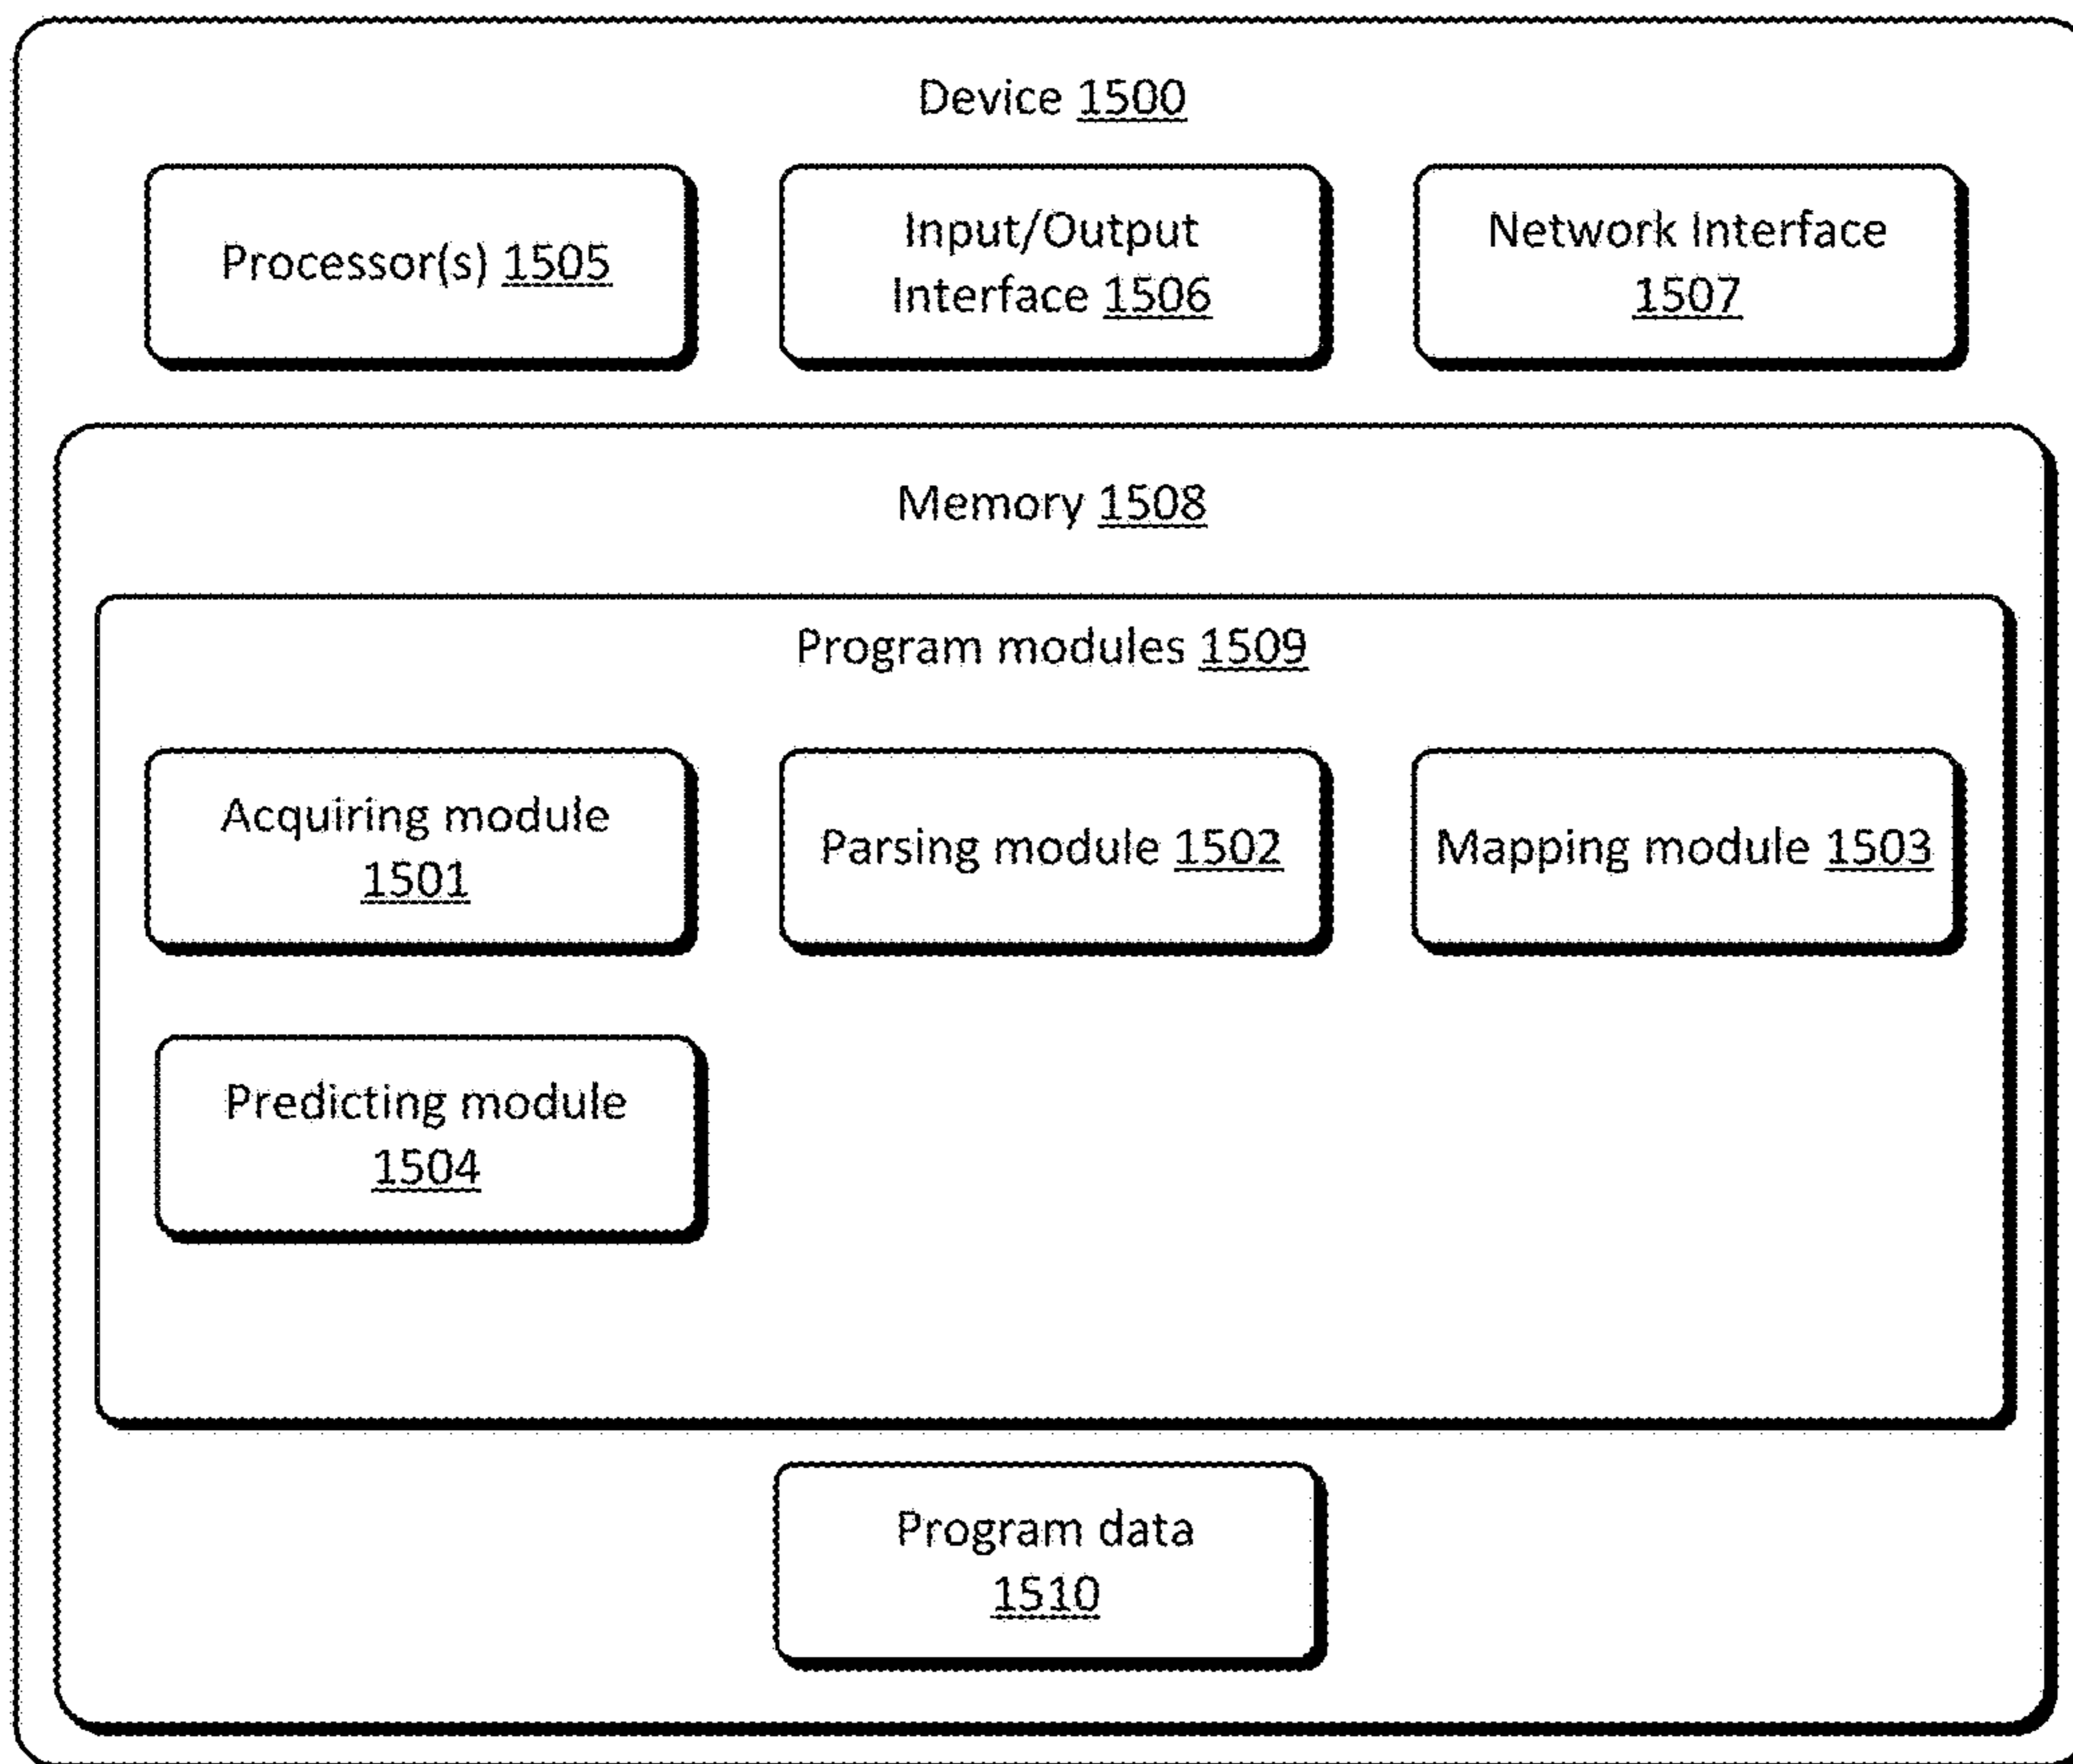 Device 1500
Processor(s) 1505
Input/Output
Interface 1506
Network Interface
1507
Memory 1508
Program modules 1509
Acquiring module
1501
Parsing module 1502
Mapping module 1503
Predicting module
1504
Program data
1510